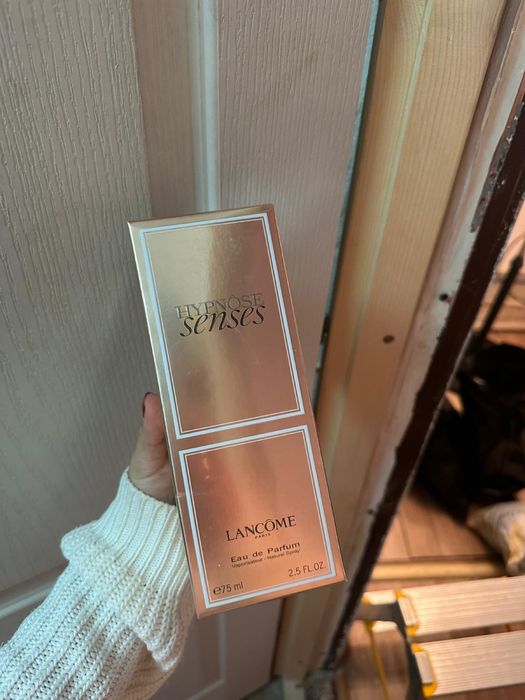 HYPNÔSE
senses
LANCÔME
PARIS
Eau de Parfum
Vaporisateur - Natural Spray
℮75 ml 2.5 FL.OZ.